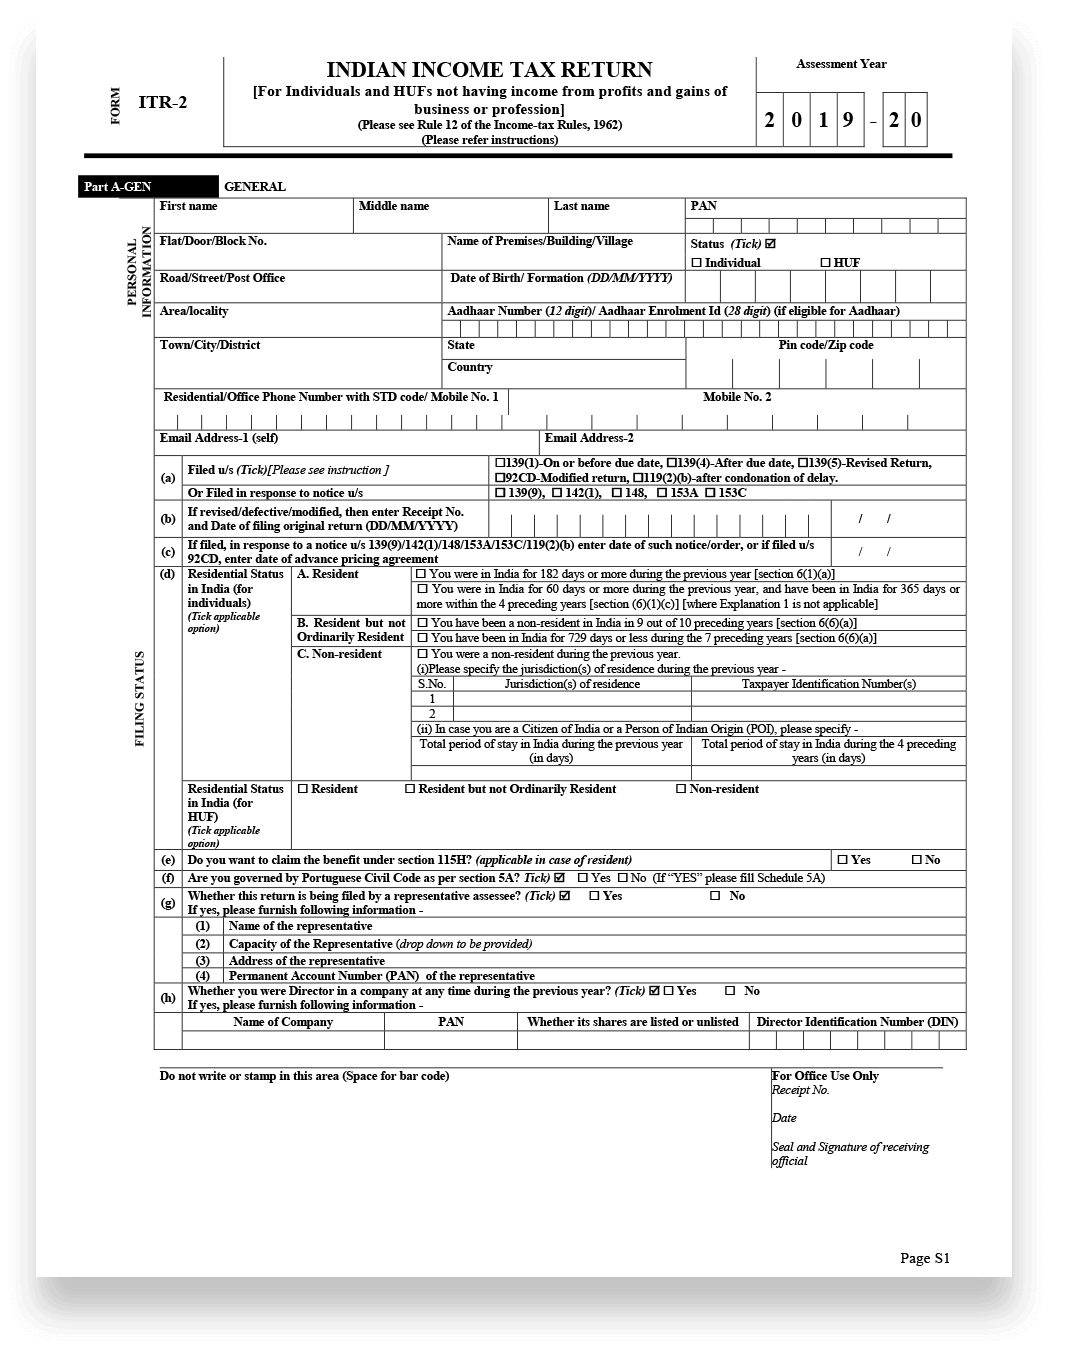 FORM
ITR-2
INDIAN INCOME TAX RETURN
[For Individuals and HUFs not having income from profits and gains of
business or profession]
(Please see Rule 12 of the Income-tax Rules, 1962)
(Please refer instructions)
Assessment Year
2 0 1 9 - 2 0
Part A-GEN GENERAL
PERSONAL
INFORMATION
First name Middle name Last name PAN
Flat/Door/Block No. Name of Premises/Building/Village Status (Tick) ☑
☐ Individual ☐ HUF
Road/Street/Post Office Date of Birth/ Formation (DD/MM/YYYY)
Area/locality Aadhaar Number (12 digit)/ Aadhaar Enrolment Id (28 digit) (if eligible for Aadhaar)
Town/City/District State Pin code/Zip code
Country
Residential/Office Phone Number with STD code/ Mobile No. 1 Mobile No. 2
Email Address-1 (self) Email Address-2
FILING STATUS
(a) Filed u/s (Tick)[Please see instruction ] ☐139(1)-On or before due date, ☐139(4)-After due date, ☐139(5)-Revised Return,
☐92CD-Modified return, ☐119(2)(b)-after condonation of delay.
Or Filed in response to notice u/s ☐ 139(9), ☐ 142(1), ☐ 148, ☐ 153A ☐ 153C
(b) If revised/defective/modified, then enter Receipt No.
and Date of filing original return (DD/MM/YYYY) / /
(c) If filed, in response to a notice u/s 139(9)/142(1)/148/153A/153C/119(2)(b) enter date of such notice/order, or if filed u/s
92CD, enter date of advance pricing agreement / /
(d) Residential Status
in India (for
individuals)
(Tick applicable
option)
A. Resident ☐ You were in India for 182 days or more during the previous year [section 6(1)(a)]
☐ You were in India for 60 days or more during the previous year, and have been in India for 365 days or
more within the 4 preceding years [section (6)(1)(c)] [where Explanation 1 is not applicable]
B. Resident but not
Ordinarily Resident
☐ You have been a non-resident in India in 9 out of 10 preceding years [section 6(6)(a)]
☐ You have been in India for 729 days or less during the 7 preceding years [section 6(6)(a)]
C. Non-resident ☐ You were a non-resident during the previous year.
(i)Please specify the jurisdiction(s) of residence during the previous year -
S.No. Jurisdiction(s) of residence Taxpayer Identification Number(s)
1
2
(ii) In case you are a Citizen of India or a Person of Indian Origin (POI), please specify -
Total period of stay in India during the previous year
(in days)
Total period of stay in India during the 4 preceding
years (in days)
Residential Status
in India (for
HUF)
(Tick applicable
option)
☐ Resident ☐ Resident but not Ordinarily Resident ☐ Non-resident
(e) Do you want to claim the benefit under section 115H? (applicable in case of resident) ☐ Yes ☐ No
(f) Are you governed by Portuguese Civil Code as per section 5A? Tick) ☑ ☐ Yes ☐ No (If “YES” please fill Schedule 5A)
(g) Whether this return is being filed by a representative assessee? (Tick) ☑ ☐ Yes ☐ No
If yes, please furnish following information -
(1) Name of the representative
(2) Capacity of the Representative (drop down to be provided)
(3) Address of the representative
(4) Permanent Account Number (PAN) of the representative
(h) Whether you were Director in a company at any time during the previous year? (Tick) ☑ ☐ Yes ☐ No
If yes, please furnish following information -
Name of Company PAN Whether its shares are listed or unlisted Director Identification Number (DIN)
Do not write or stamp in this area (Space for bar code)
For Office Use Only
Receipt No.
Date
Seal and Signature of receiving
official
Page S1